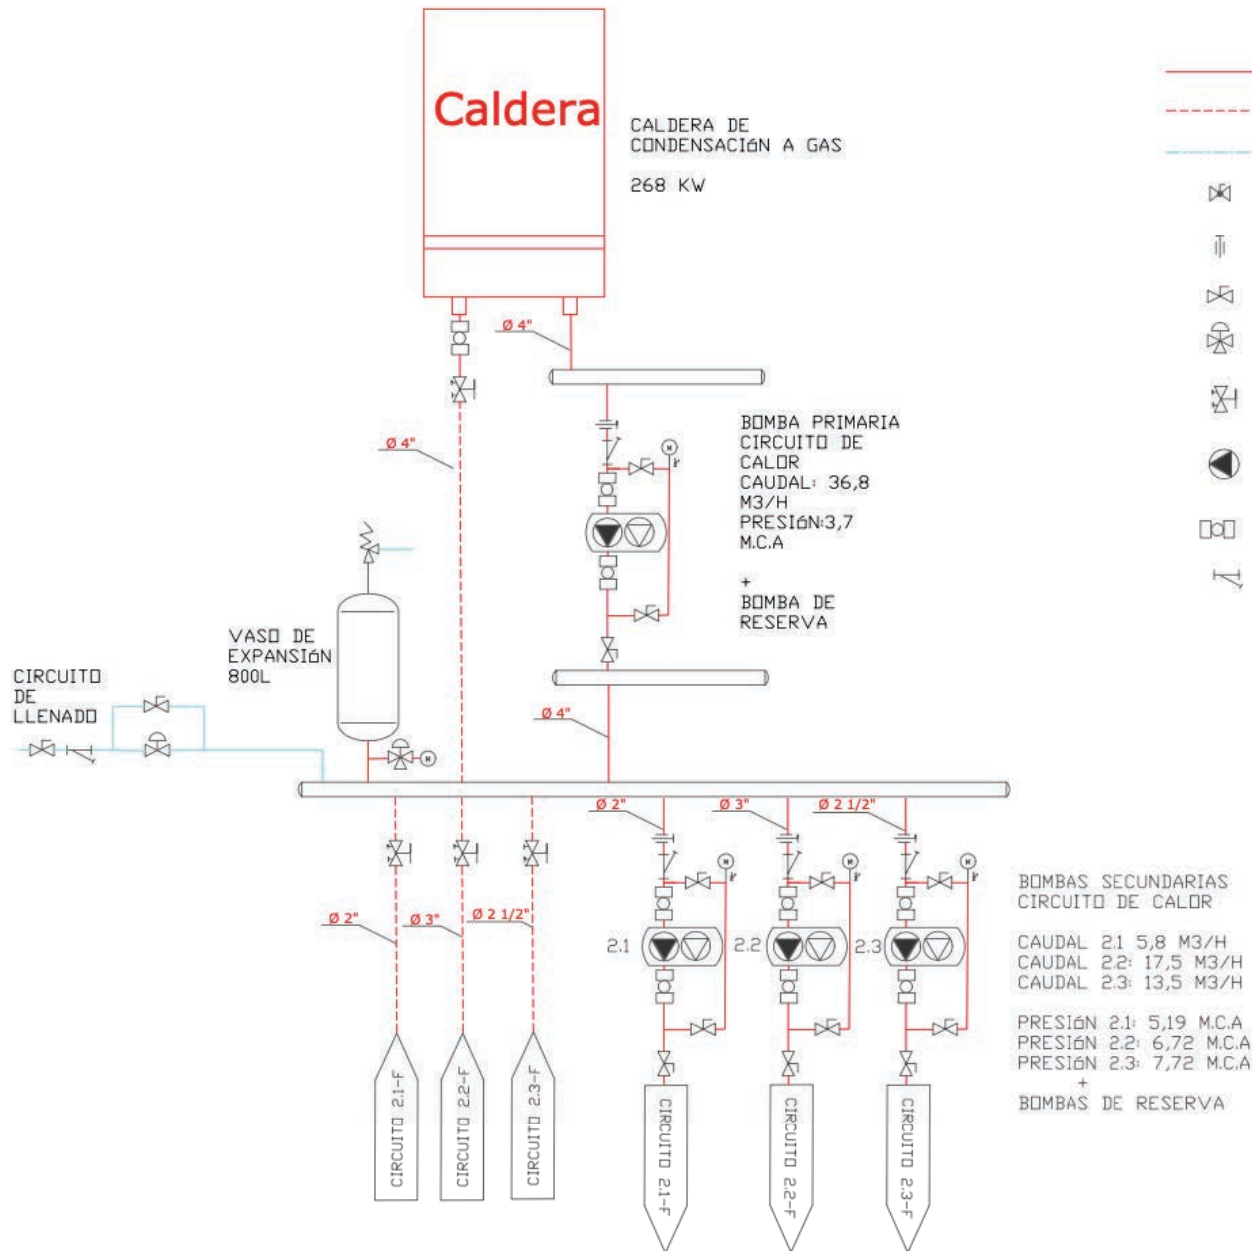 Caldera
CALDERA DE
CONDENSACIóN A GAS
268 KW
Ø 4"
Ø 4"
BOMBA PRIMARIA
CIRCUITO DE
CALOR
CAUDAL: 36,8
M3/H
PRESIóN:3,7
M.C.A
+
BOMBA DE
RESERVA
M
VASO DE
EXPANSIóN
800L
CIRCUITO
DE
LLENADO
M
Ø 4"
Ø 2"
Ø 3"
Ø 2 1/2"
M
M
M
Ø 2"
Ø 3"
Ø 2 1/2"
2.1
2.2
2.3
BOMBAS SECUNDARIAS
CIRCUITO DE CALOR
CAUDAL 2.1 5,8 M3/H
CAUDAL 2.2: 17,5 M3/H
CAUDAL 2.3: 13,5 M3/H
PRESIóN 2.1: 5,19 M.C.A
PRESIóN 2.2: 6,72 M.C.A
PRESIóN 2.3: 7,72 M.C.A
+
BOMBAS DE RESERVA
CIRCUITO 2.1-F
CIRCUITO 2.2-F
CIRCUITO 2.3-F
CIRCUITO 2.1-F
CIRCUITO 2.2-F
CIRCUITO 2.3-F